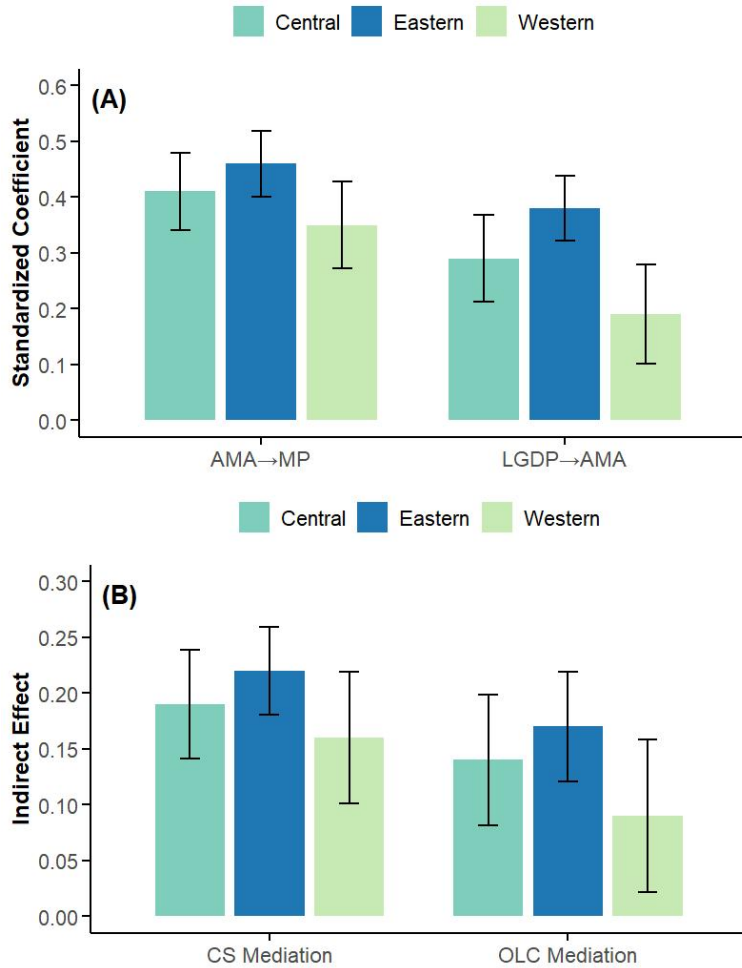 Central Eastern Western
(A)
Standardized Coefficient
0.6
0.5
0.4
0.3
0.2
0.1
0.0
AMA→MP LGDP→AMA
Central Eastern Western
(B)
Indirect Effect
0.30
0.25
0.20
0.15
0.10
0.05
0.00
CS Mediation OLC Mediation